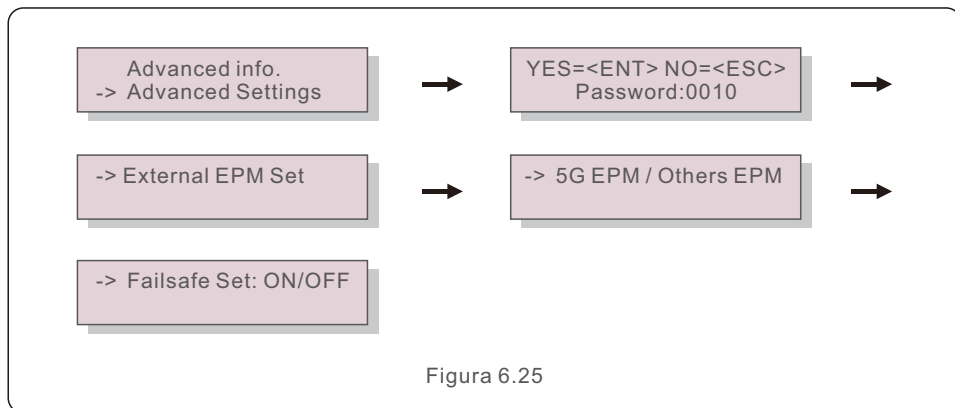 Advanced info.
-> Advanced Settings
YES=<ENT> NO=<ESC>
Password:0010
-> External EPM Set
-> 5G EPM / Others EPM
-> Failsafe Set: ON/OFF
Figura 6.25